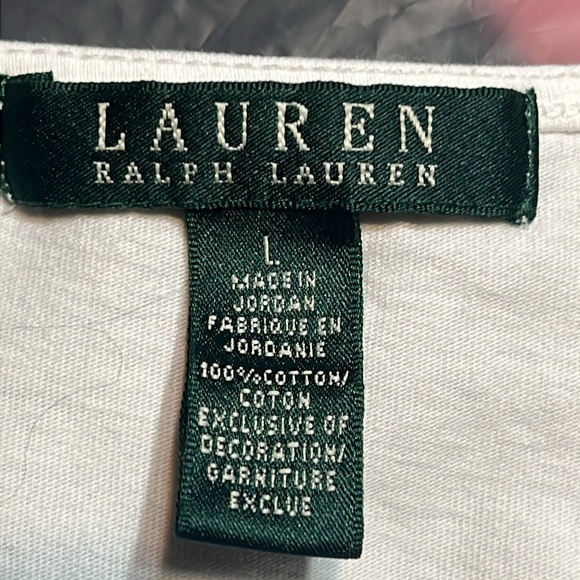 LAUREN
RALPH LAUREN
L
MADE IN
JORDAN
FABRIQUE EN
JORDANIE
100%COTTON/
COTON
EXCLUSIVE OF
DECORATION/
GARNITURE
EXCLUE